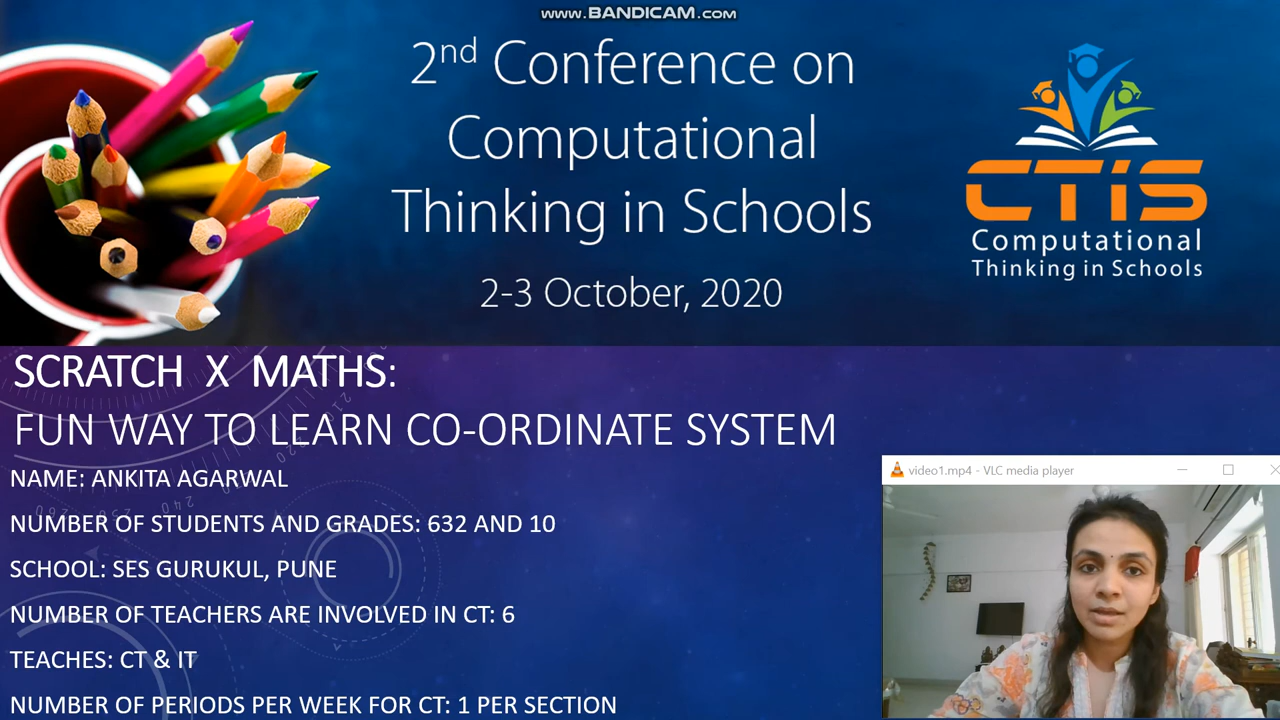 www.BANDICAM.com
2nd Conference on
Computational
Thinking in Schools
2-3 October, 2020
CTiS
Computational
Thinking in Schools
SCRATCH X MATHS:
FUN WAY TO LEARN CO-ORDINATE SYSTEM
NAME: ANKITA AGARWAL
NUMBER OF STUDENTS AND GRADES: 632 AND 10
SCHOOL: SES GURUKUL, PUNE
NUMBER OF TEACHERS ARE INVOLVED IN CT: 6
TEACHES: CT & IT
NUMBER OF PERIODS PER WEEK FOR CT: 1 PER SECTION
video1.mp4 - VLC media player
210
240
260